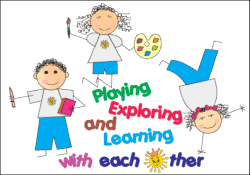 Playing
Exploring
and
Learning
with each other